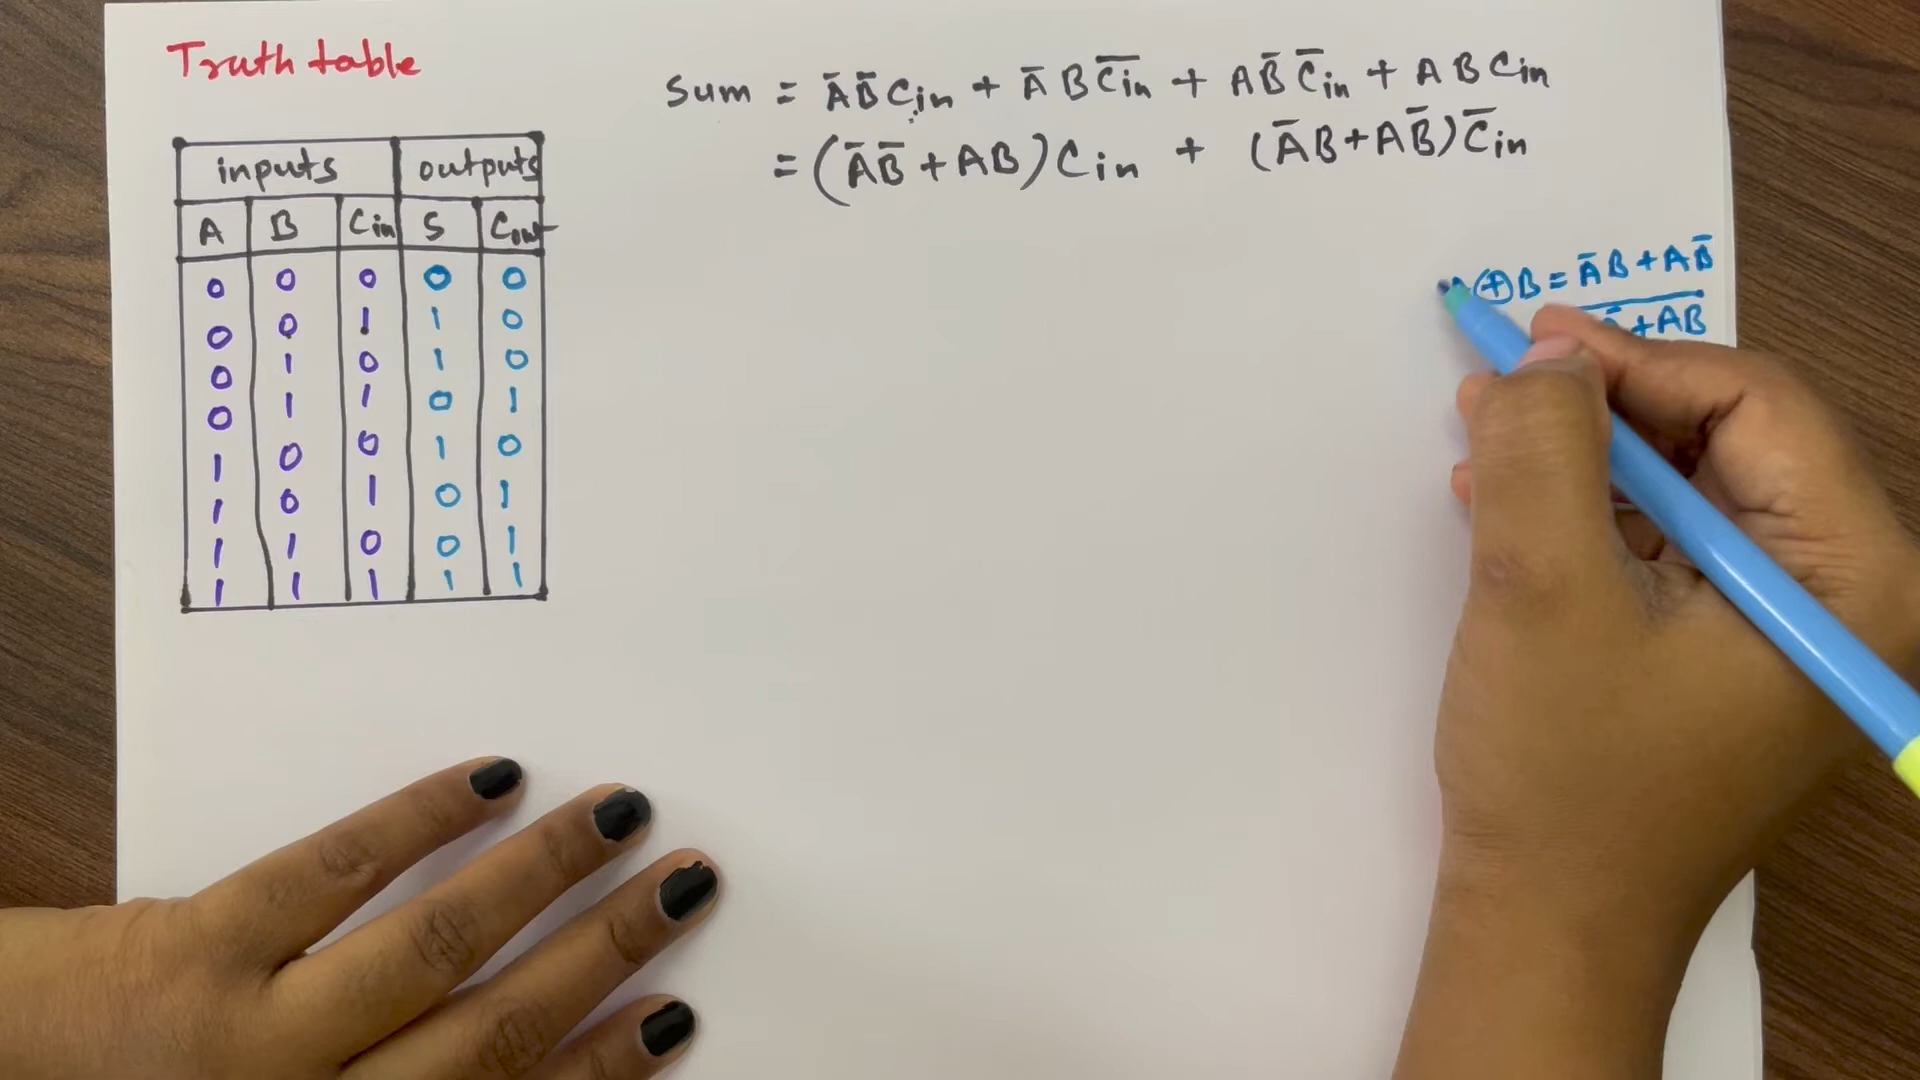 Truth table
inputs outputs
A B Cin S Cout
0 0 0 0 0
0 0 1 1 0
0 1 0 1 0
0 1 1 0 1
1 0 0 1 0
1 0 1 0 1
1 1 0 0 1
1 1 1 1 1
Sum = A̅B̅Cin + A̅BC̅i̅n̅ + AB̅C̅in + ABCin
= (A̅B̅ + AB)Cin + (A̅B + AB̅)C̅in
⊕B = A̅B + AB̅
+ AB